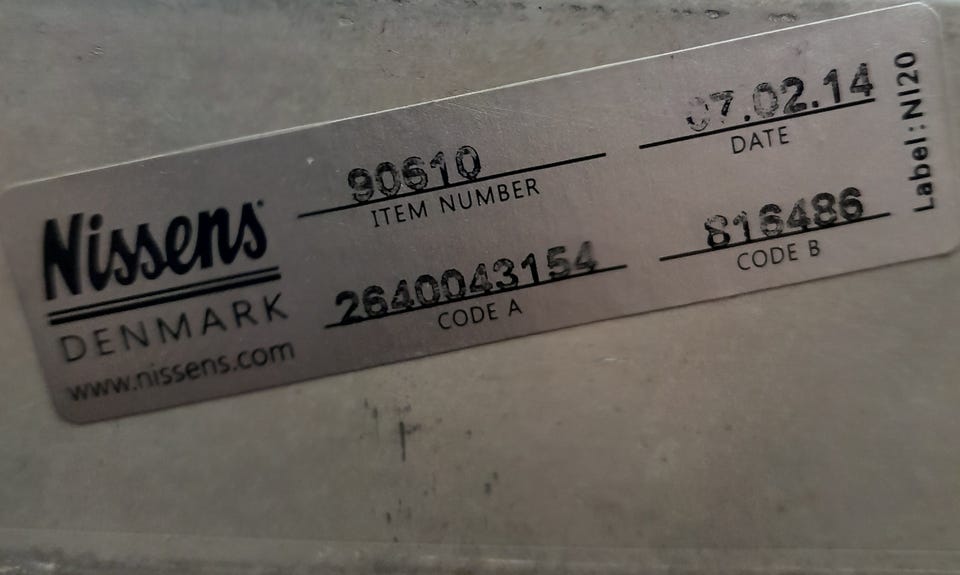 Nissens
DENMARK
www.nissens.com
90610
ITEM NUMBER
07.02.14
DATE
2640043154
CODE A
816486
CODE B
Label:NI20